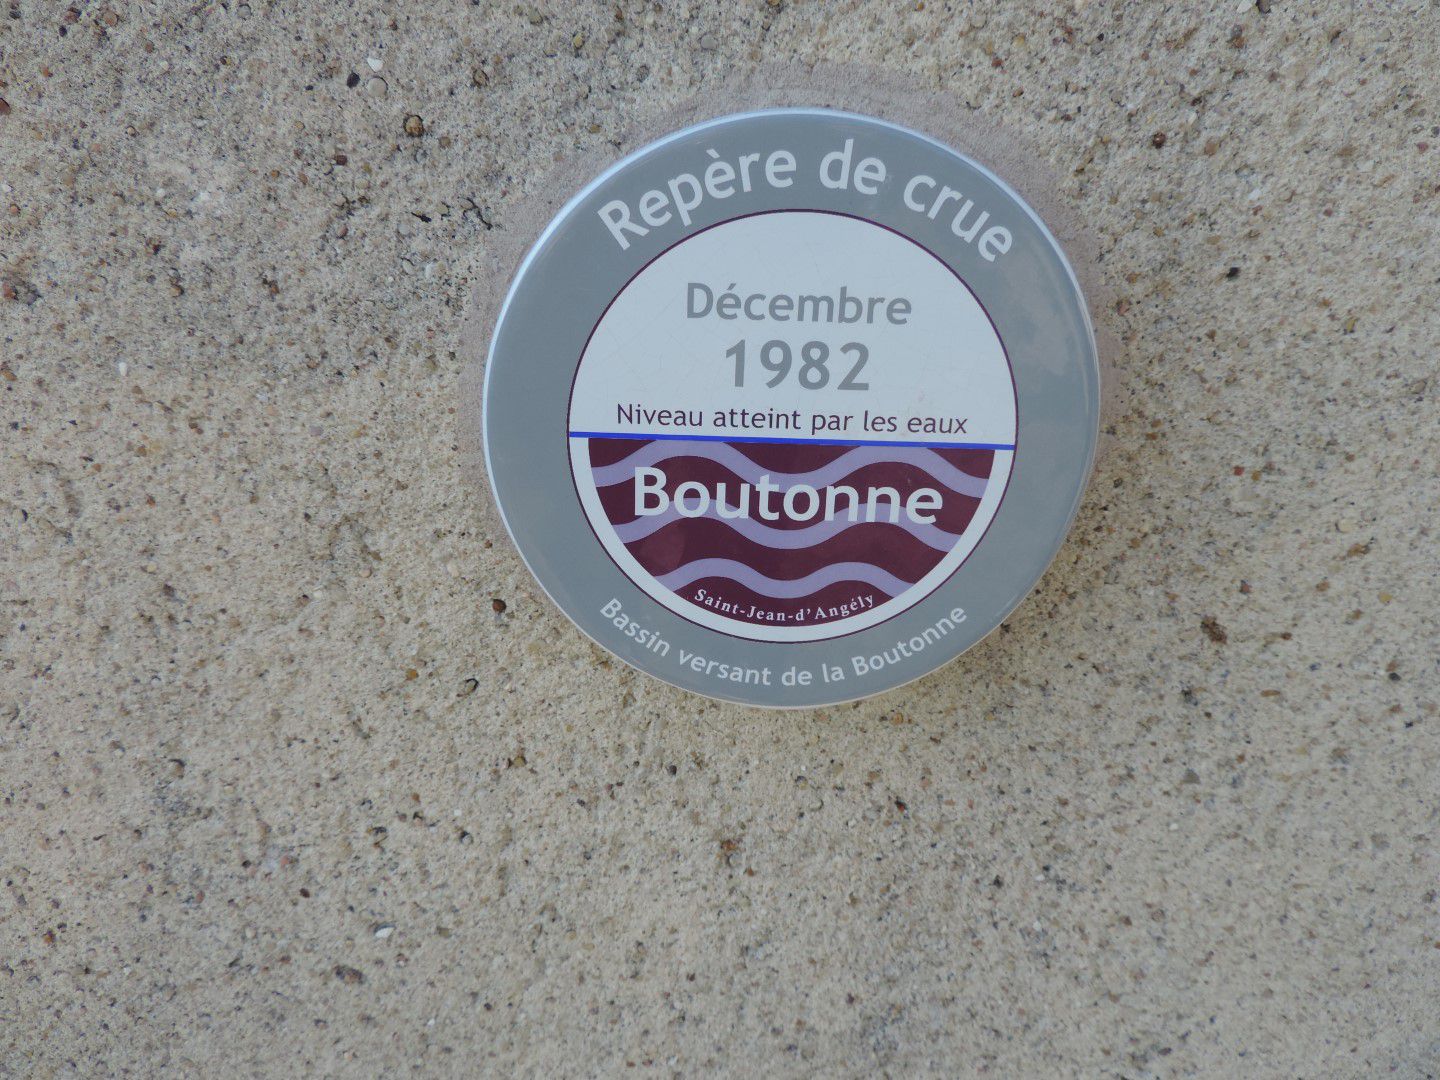 Repère de crue
Décembre
1982
Niveau atteint par les eaux
Boutonne
Saint-Jean-d'Angély
Bassin versant de la Boutonne